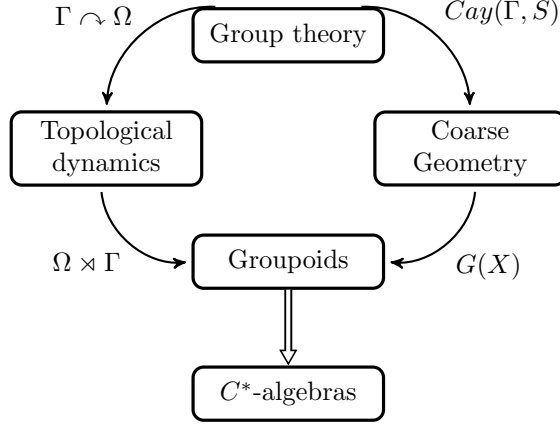 Γ ↷ Ω
Group theory
Cay(Γ, S)
Topological
dynamics
Coarse
Geometry
Ω ⋊ Γ
Groupoids
G(X)
C*-algebras